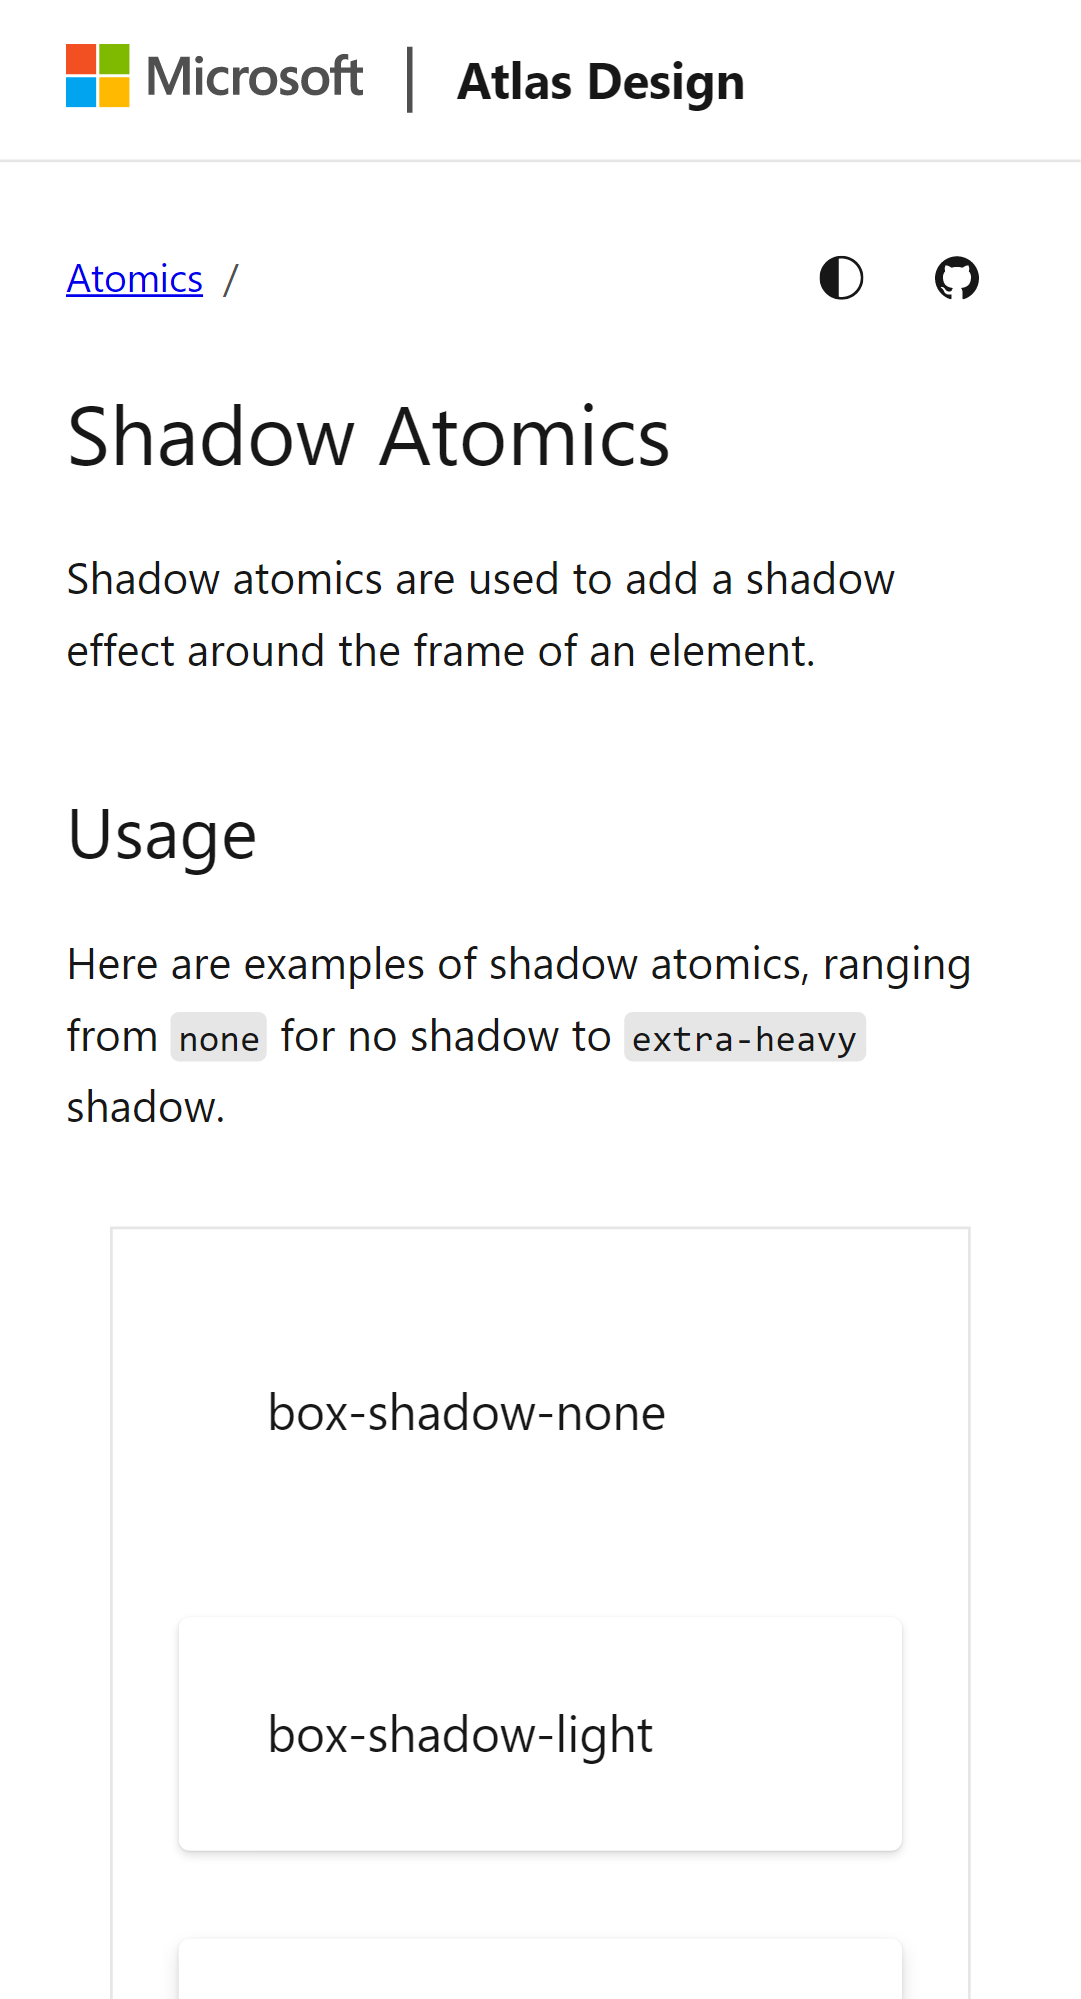 Microsoft | Atlas Design
Atomics /
Shadow Atomics
Shadow atomics are used to add a shadow
effect around the frame of an element.
Usage
Here are examples of shadow atomics, ranging
from none for no shadow to extra-heavy
shadow.
box-shadow-none
box-shadow-light